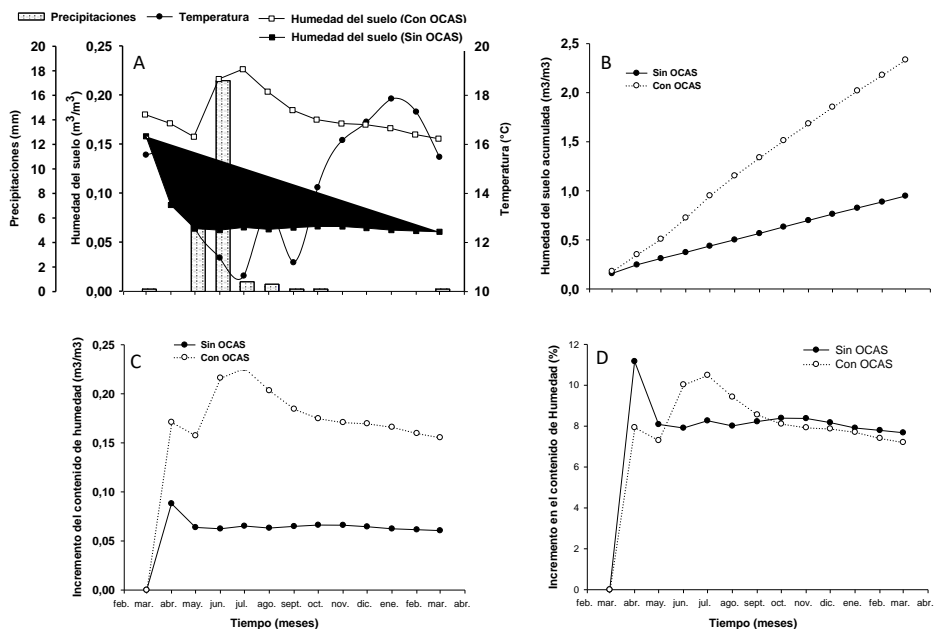 Precipitaciones
Temperatura
Humedad del suelo (Con OCAS)
Humedad del suelo (Sin OCAS)
A
Precipitaciones (mm)
20
18
16
14
12
10
8
6
4
2
0
Humedad del suelo (m³/m³)
0,25
0,20
0,15
0,10
0,05
0,00
Temperatura (°C)
20
18
16
14
12
10
B
Sin OCAS
Con OCAS
Humedad del suelo acumulada (m3/m3)
2,5
2,0
1,5
1,0
0,5
0,0
C
Sin OCAS
Con OCAS
Incremento del contenido de humedad (m3/m3)
0,25
0,20
0,15
0,10
0,05
0,00
feb. mar. abr. may. jun. jul. ago. sept. oct. nov. dic. ene. feb. mar. abr.
Tiempo (meses)
D
Sin OCAS
Con OCAS
Incremento en el contenido de Humedad (%)
12
10
8
6
4
2
0
feb. mar. abr. may. jun. jul. ago. sept. oct. nov. dic. ene. feb. mar. abr.
Tiempo (meses)